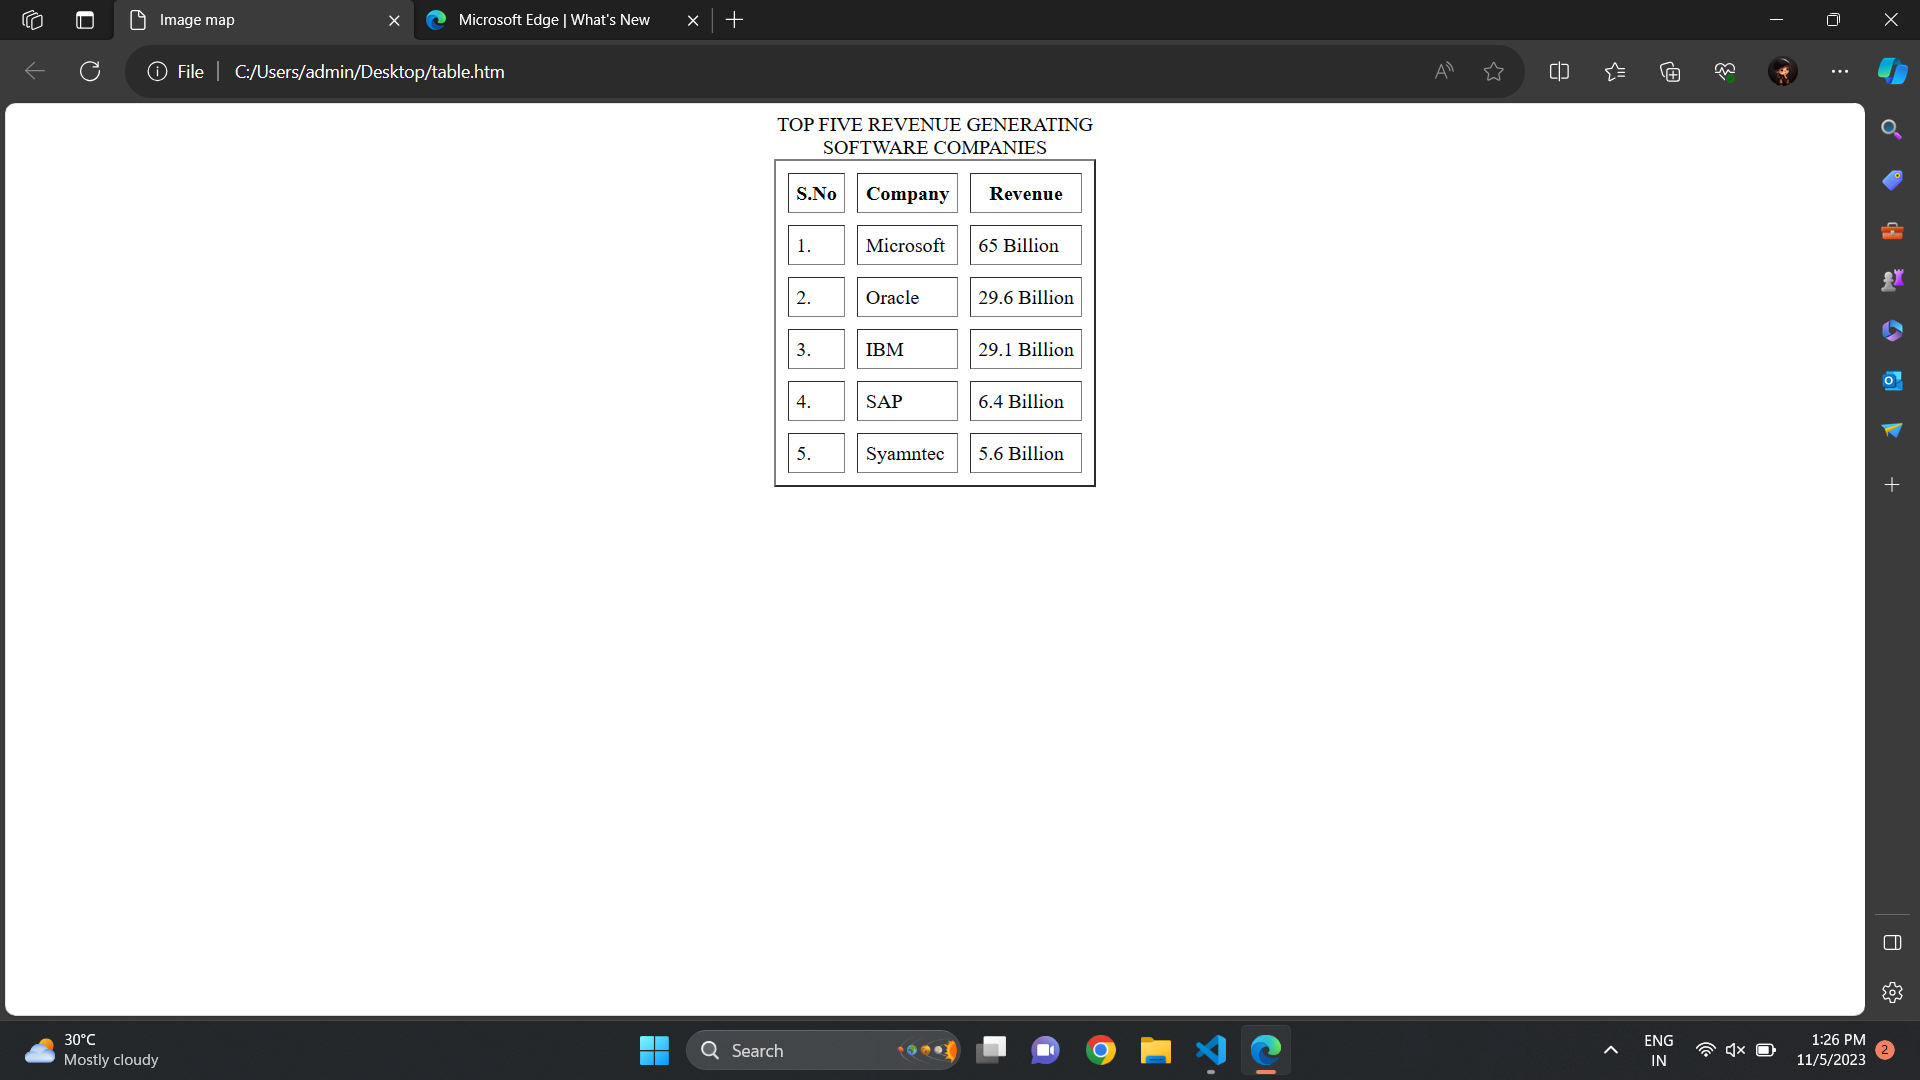 Image map
Microsoft Edge | What's New
File
C:/Users/admin/Desktop/table.htm
TOP FIVE REVENUE GENERATING
SOFTWARE COMPANIES
S.No Company Revenue
1. Microsoft 65 Billion
2. Oracle 29.6 Billion
3. IBM 29.1 Billion
4. SAP 6.4 Billion
5. Syamntec 5.6 Billion
30°C
Mostly cloudy
Search
ENG
IN
1:26 PM
11/5/2023
2